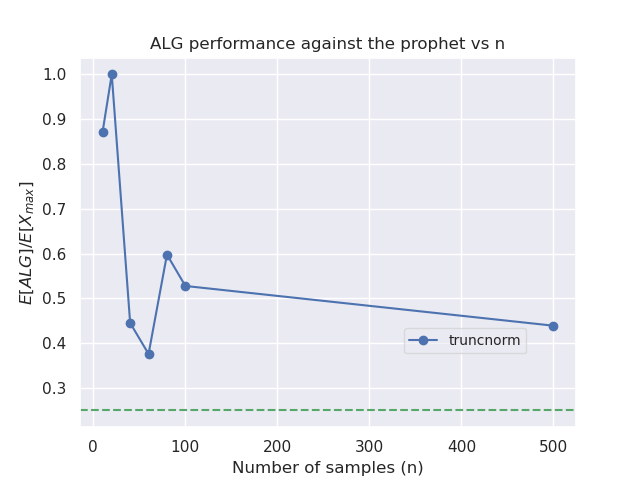 ALG performance against the prophet vs n
E[ALG]/E[X_max]
1.0
0.9
0.8
0.7
0.6
0.5
0.4
0.3
truncnorm
0 100 200 300 400 500
Number of samples (n)